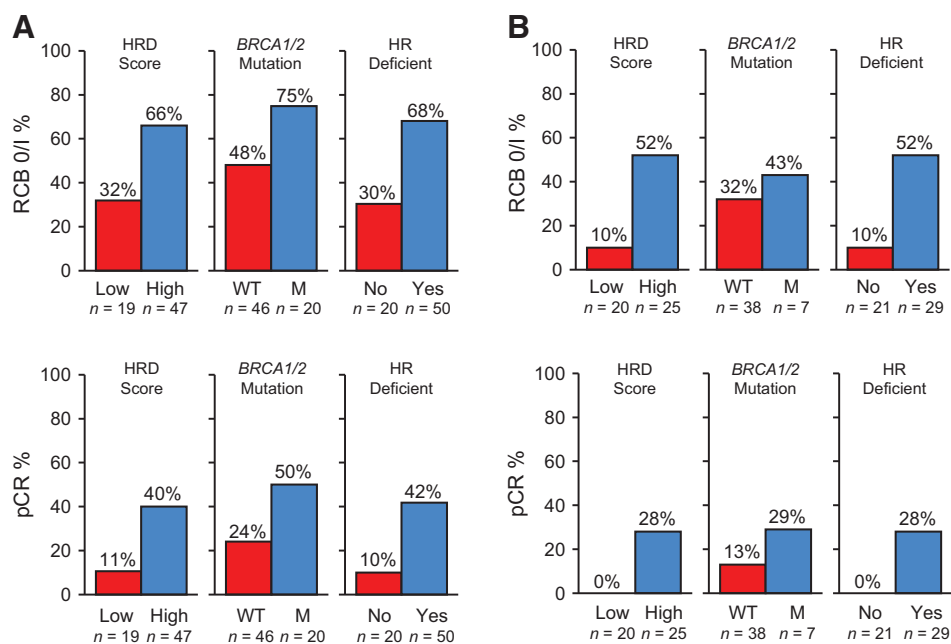 A
HRD Score
BRCA1/2 Mutation
HR Deficient
RCB 0/I %
100
80
60
40
20
0
32%
66%
48%
75%
30%
68%
Low High
WT M
No Yes
n = 19 n = 47
n = 46 n = 20
n = 20 n = 50
HRD Score
BRCA1/2 Mutation
HR Deficient
pCR %
100
80
60
40
20
0
11%
40%
24%
50%
10%
42%
Low High
WT M
No Yes
n = 19 n = 47
n = 46 n = 20
n = 20 n = 50
B
HRD Score
BRCA1/2 Mutation
HR Deficient
RCB 0/I %
100
80
60
40
20
0
10%
52%
32%
43%
10%
52%
Low High
WT M
No Yes
n = 20 n = 25
n = 38 n = 7
n = 21 n = 29
HRD Score
BRCA1/2 Mutation
HR Deficient
pCR %
100
80
60
40
20
0
0%
28%
13%
29%
0%
28%
Low High
WT M
No Yes
n = 20 n = 25
n = 38 n = 7
n = 21 n = 29